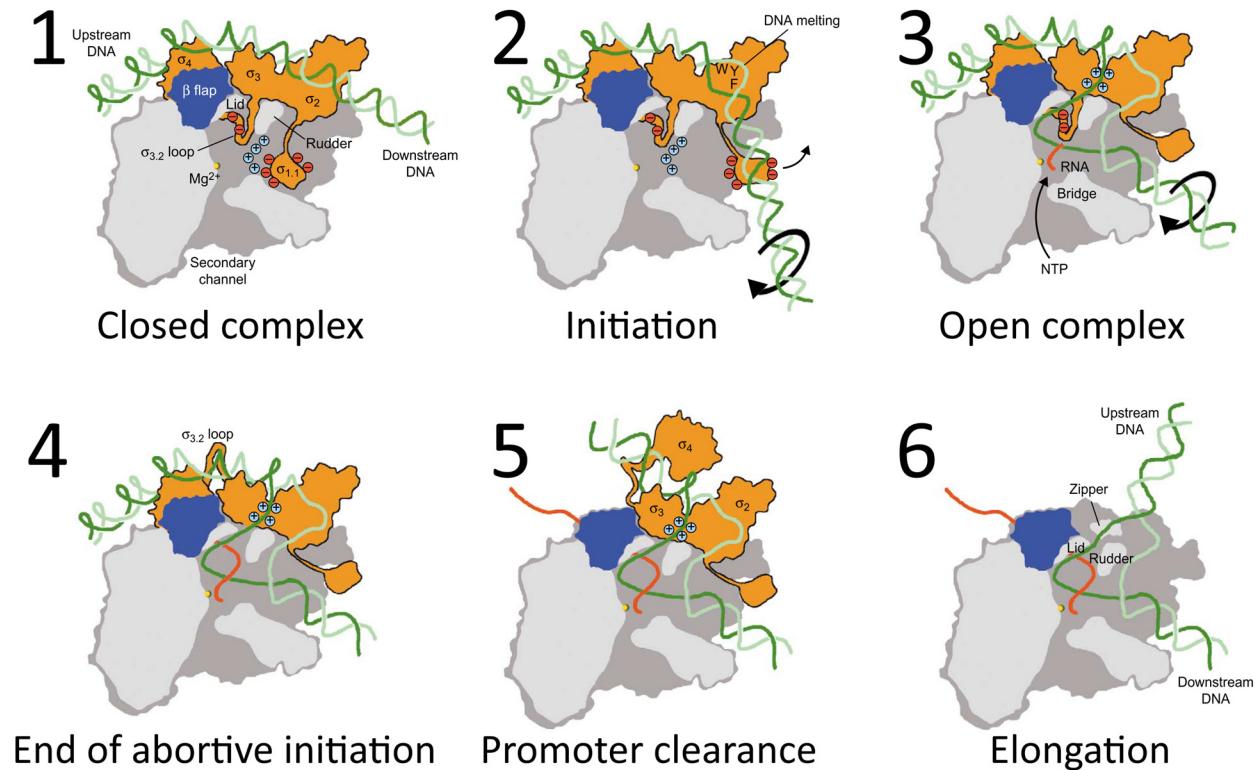 1
Upstream
DNA
σ4
β flap
σ3
Lid
σ2
Rudder
σ3.2 loop
σ1.1
Mg2+
Downstream
DNA
Secondary
channel
Closed complex
2
DNA melting
W Y
F
Initiation
3
RNA
Bridge
NTP
Open complex
4
σ3.2 loop
End of abortive initiation
5
σ4
σ3
σ2
Promoter clearance
6
Upstream
DNA
Zipper
Lid
Rudder
Downstream
DNA
Elongation